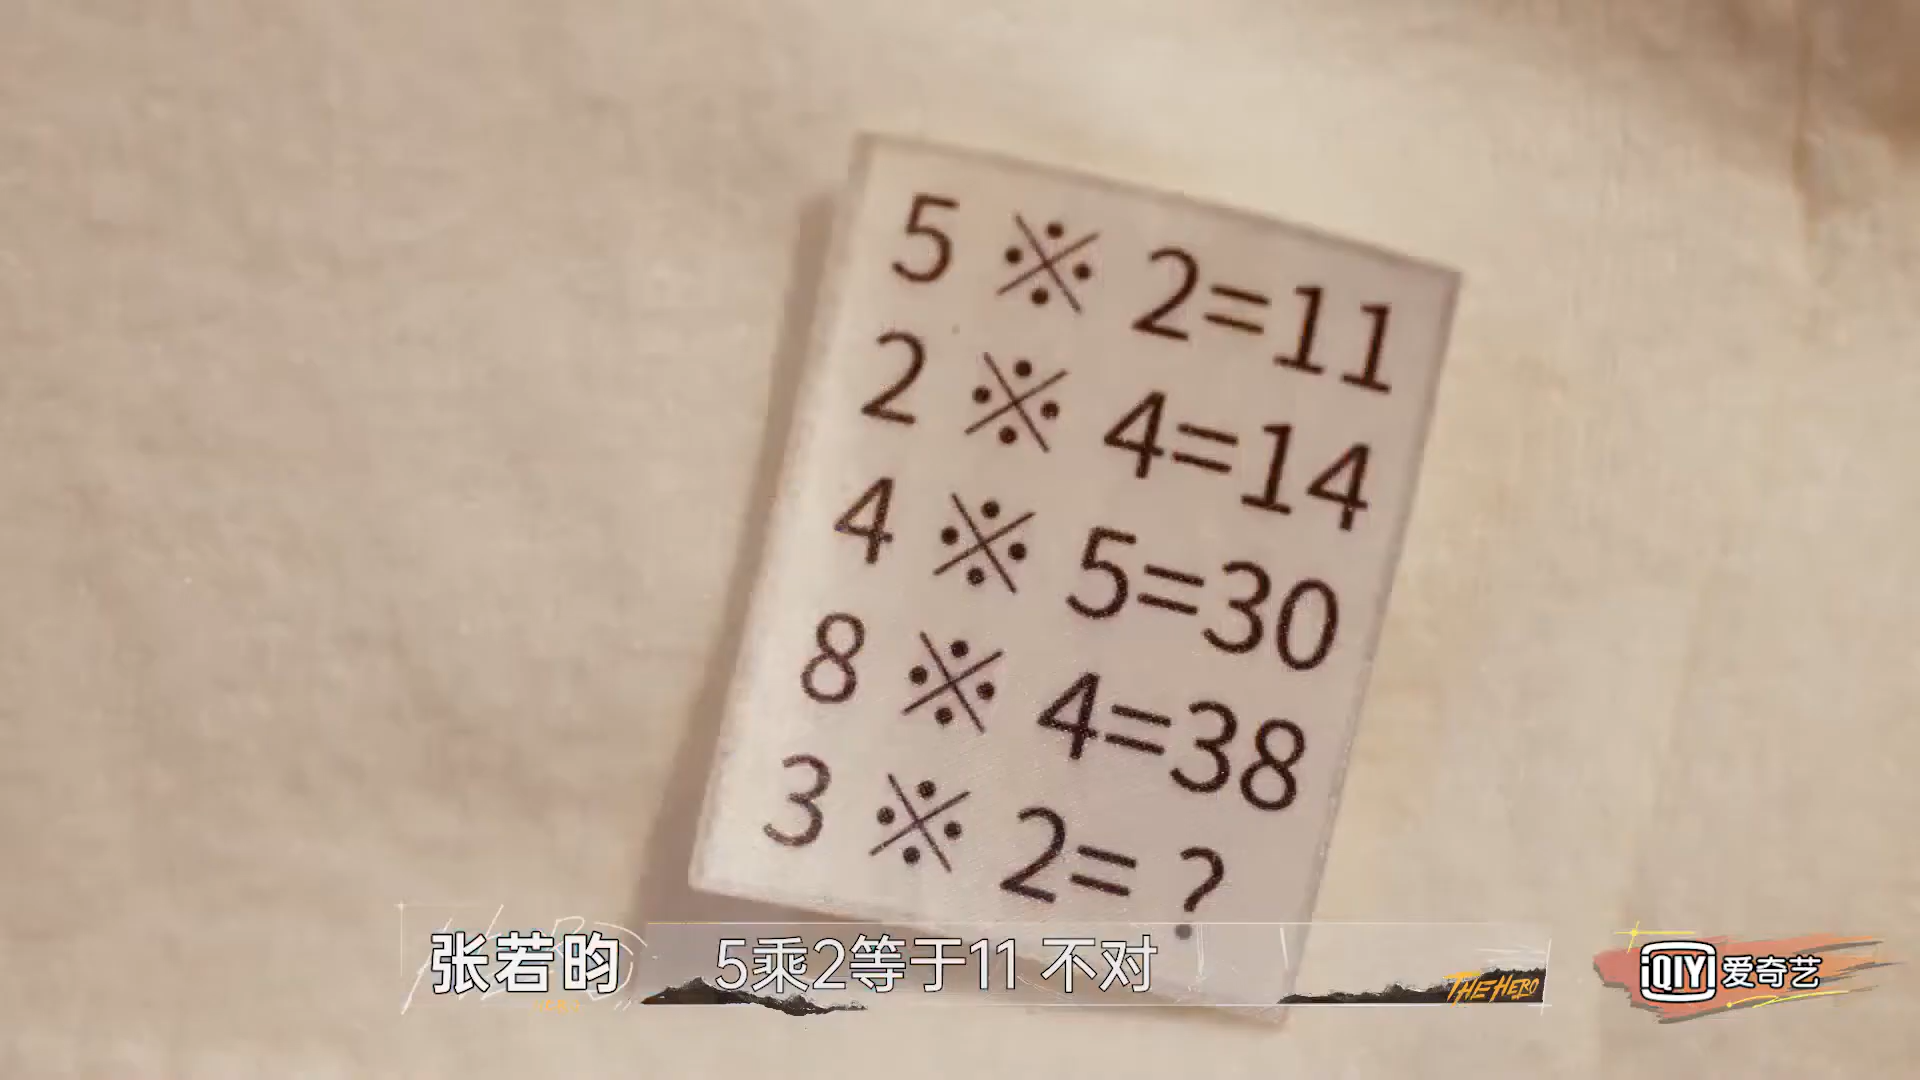 5 ※ 2=11
2 ※ 4=14
4 ※ 5=30
8 ※ 4=38
3 ※ 2= ?
张若昀 5乘2等于11 不对
THE HERO
iQIY 爱奇艺